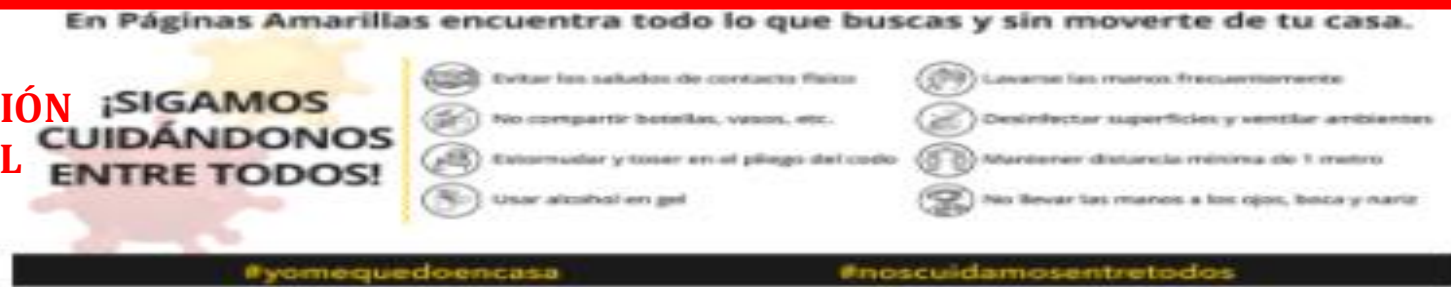 En Páginas Amarillas encuentra todo lo que buscas y sin moverte de tu casa.
IÓN
L
¡SIGAMOS
CUIDÁNDONOS
ENTRE TODOS!
Evitar los saludos de contacto físico
No compartir botellas, vasos, etc.
Estornudar y toser en el pliego del codo
Usar alcohol en gel
Lavarse las manos frecuentemente
Desinfectar superficies y ventilar ambientes
Mantener distancia mínima de 1 metro
No llevar las manos a los ojos, boca y nariz
#yomequedoencasa
#noscuidamosentretodos